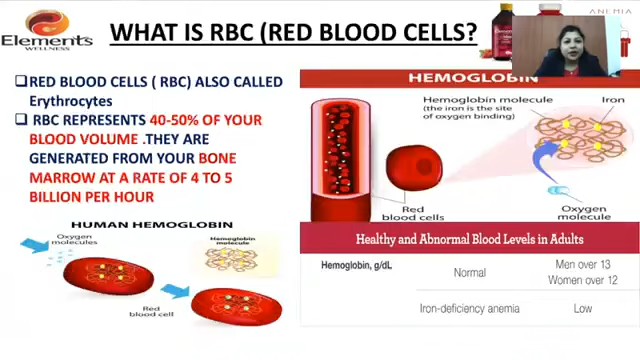 Elements
WELLNESS
WHAT IS RBC (RED BLOOD CELLS?
ANEMIA
❑RED BLOOD CELLS ( RBC) ALSO CALLED
Erythrocytes
❑ RBC REPRESENTS 40-50% OF YOUR
BLOOD VOLUME .THEY ARE
GENERATED FROM YOUR BONE
MARROW AT A RATE OF 4 TO 5
BILLION PER HOUR
HUMAN HEMOGLOBIN
Oxygen
molecules
Hemoglobin
molecule
Red
blood cell
HEMOGLOBIN
Hemoglobin molecule
(the iron is the site
of oxygen binding)
Iron
Red
blood cells
Oxygen
molecule
Healthy and Abnormal Blood Levels in Adults
Hemoglobin, g/dL
Normal
Men over 13
Women over 12
Iron-deficiency anemia
Low